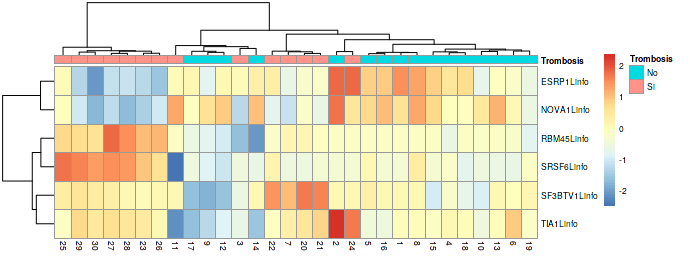 Trombosis
Trombosis
No
Si
2
1
0
-1
-2
ESRP1Linfo
NOVA1Linfo
RBM45Linfo
SRSF6Linfo
SF3BTV1Linfo
TIA1Linfo
25 29 30 27 28 23 26 11 17 9 12 3 14 22 7 20 21 2 24 5 16 1 8 15 4 18 10 13 6 19